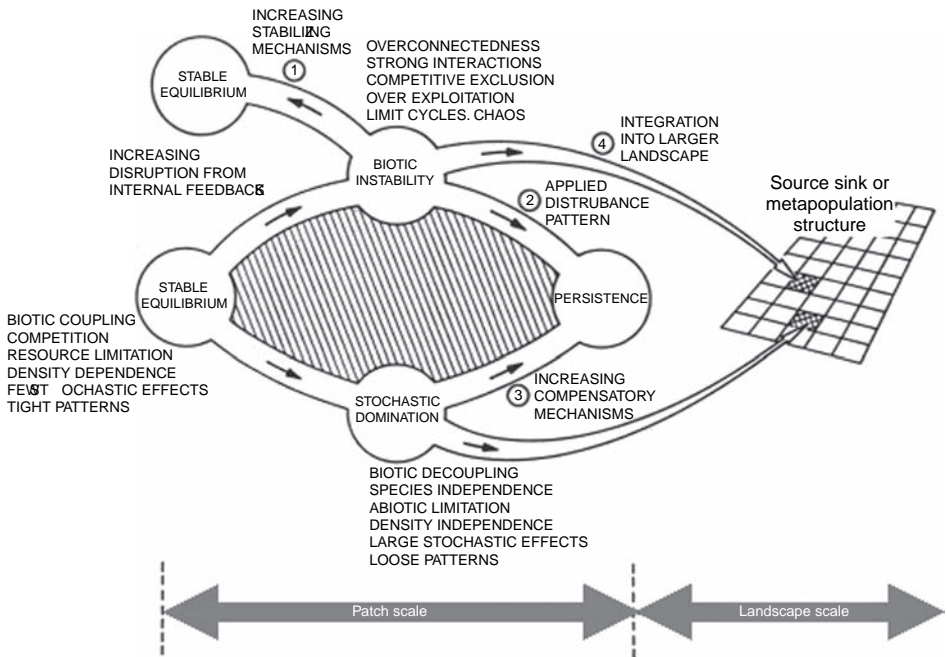 INCREASING
STABILIZING
MECHANISMS
1
OVERCONNECTEDNESS
STRONG INTERACTIONS
COMPETITIVE EXCLUSION
OVER EXPLOITATION
LIMIT CYCLES. CHAOS
STABLE
EQUILIBRIUM
4
INTEGRATION
INTO LARGER
LANDSCAPE
INCREASING
DISRUPTION FROM
INTERNAL FEEDBACKS
BIOTIC
INSTABILITY
2
APPLIED
DISTRUBANCE
PATTERN
Source sink or
metapopulation
structure
STABLE
EQUILIBRIUM
PERSISTENCE
BIOTIC COUPLING
COMPETITION
RESOURCE LIMITATION
DENSITY DEPENDENCE
FEW STOCHASTIC EFFECTS
TIGHT PATTERNS
STOCHASTIC
DOMINATION
3
INCREASING
COMPENSATORY
MECHANISMS
BIOTIC DECOUPLING
SPECIES INDEPENDENCE
ABIOTIC LIMITATION
DENSITY INDEPENDENCE
LARGE STOCHASTIC EFFECTS
LOOSE PATTERNS
Patch scale
Landscape scale